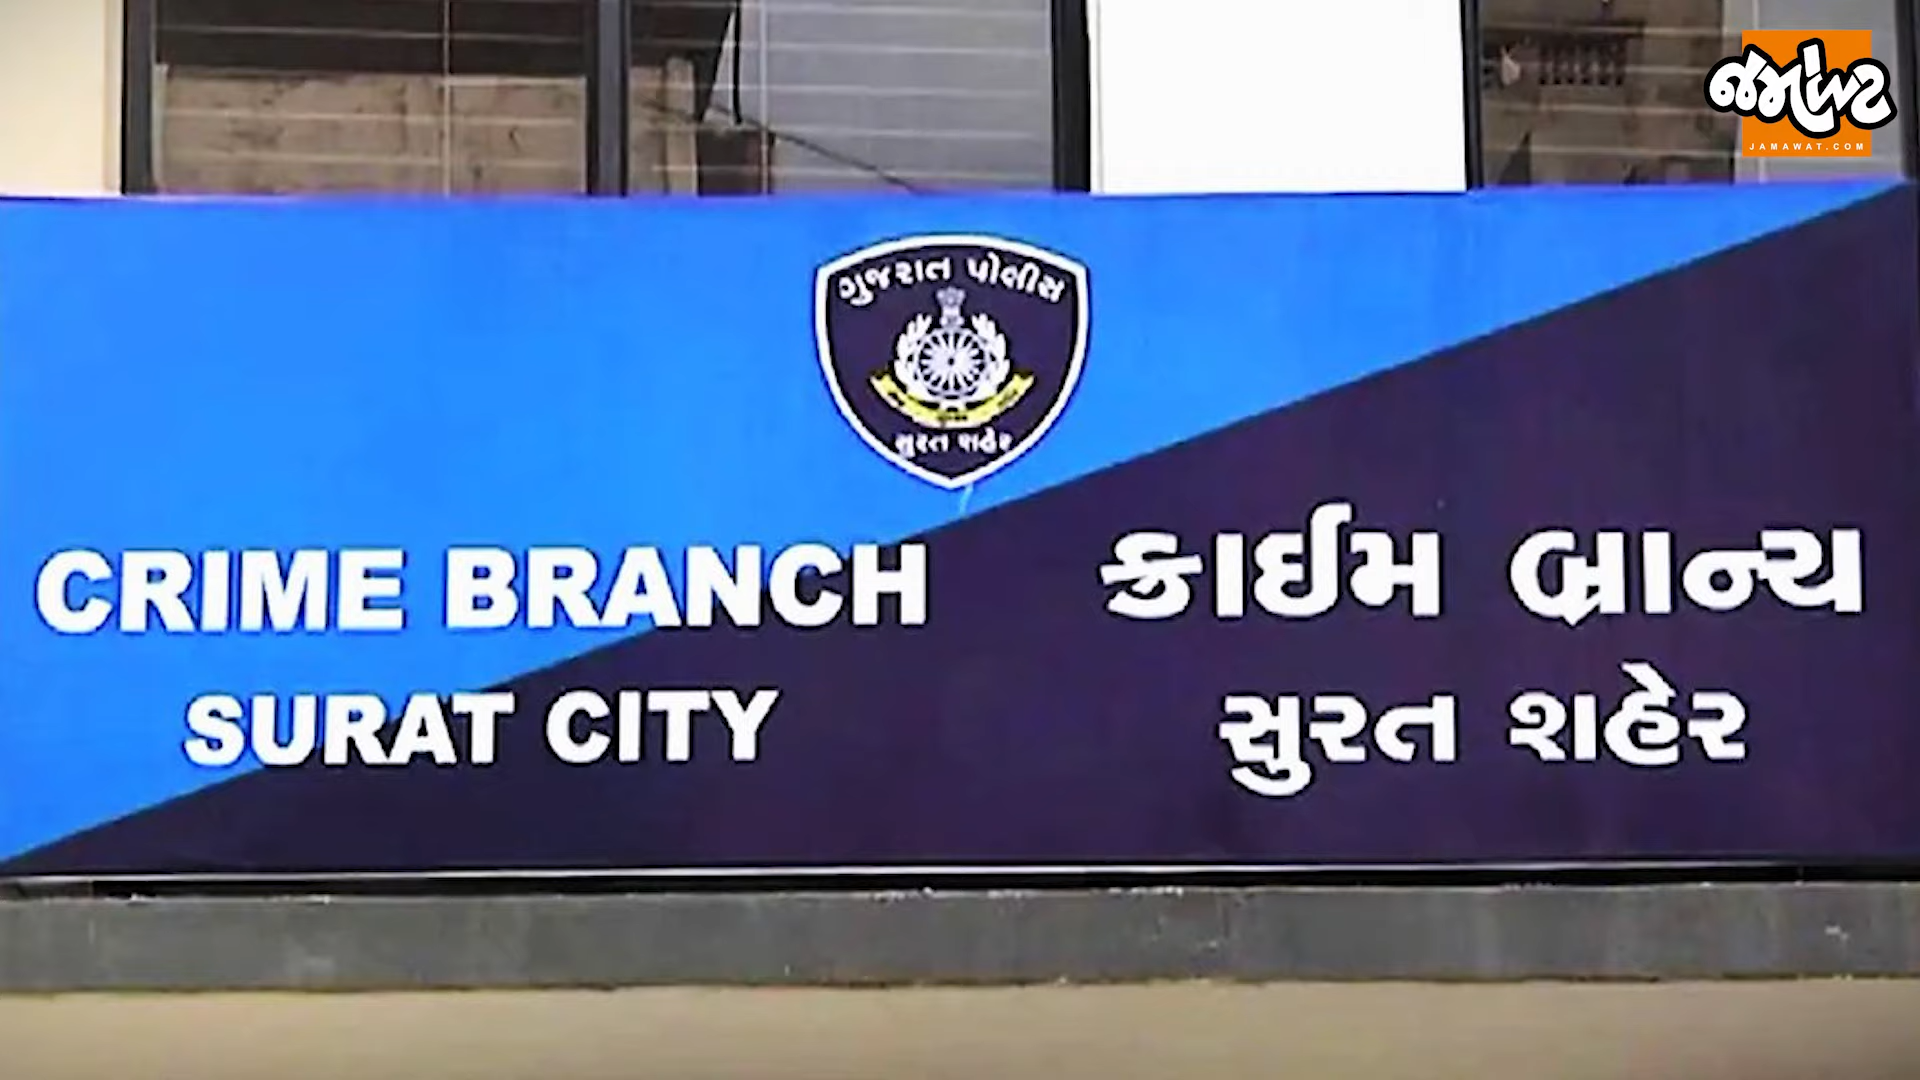 જમાવટ
JAMAWAT.COM
ગુજરાત પોલીસ
સુરત શહેર
CRIME BRANCH
SURAT CITY
ક્રાઈમ બ્રાન્ચ
સુરત શહેર